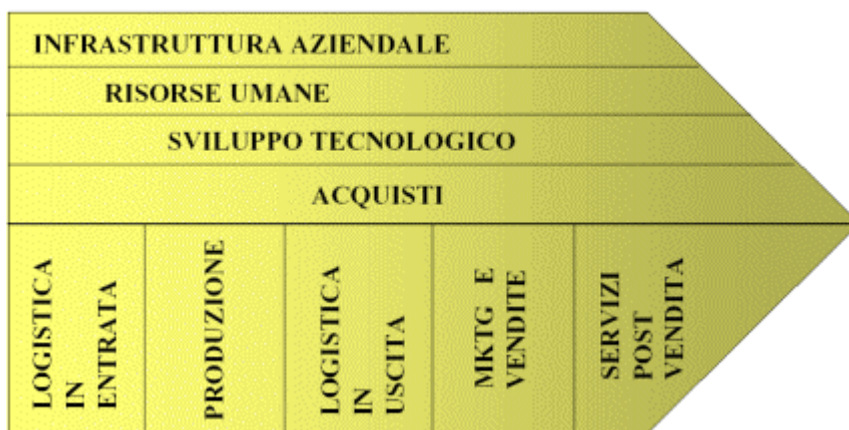 INFRASTRUTTURA AZIENDALE
RISORSE UMANE
SVILUPPO TECNOLOGICO
ACQUISTI
LOGISTICA
IN
ENTRATA
PRODUZIONE
LOGISTICA
IN
USCITA
MKTG E
VENDITE
SERVIZI
POST
VENDITA